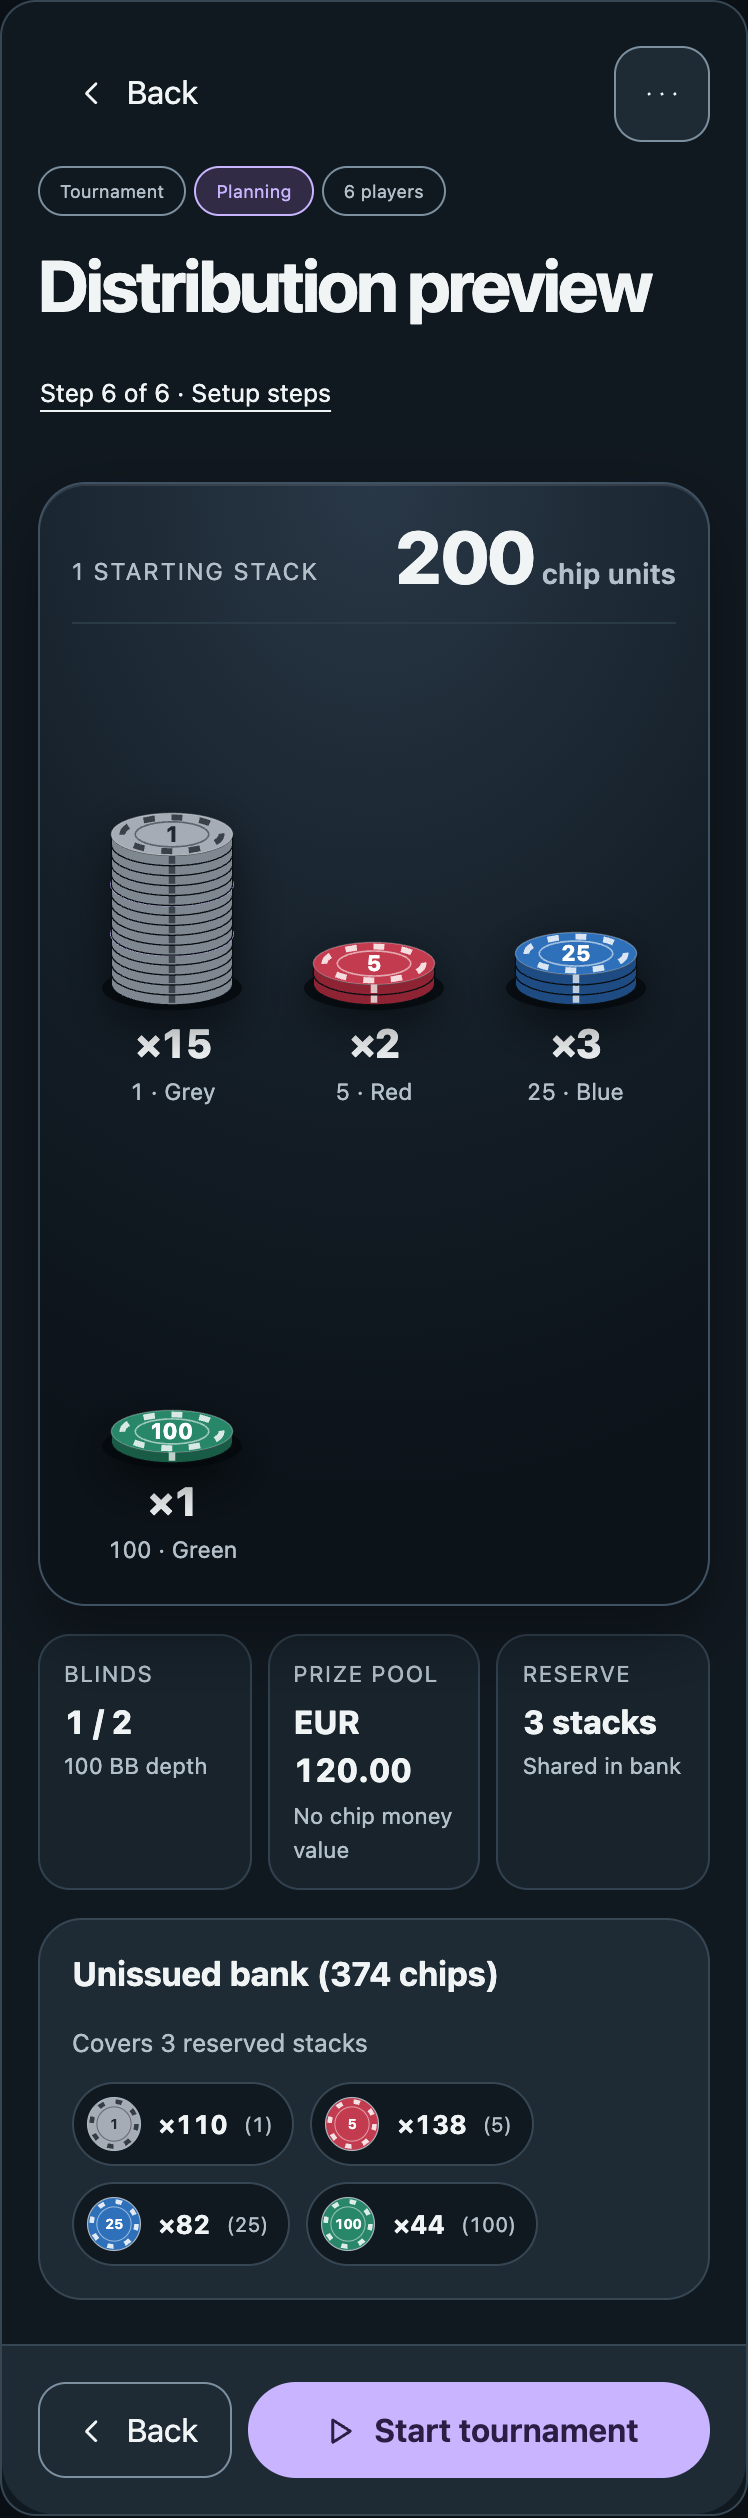 Back
...
Tournament
Planning
6 players
Distribution preview
Step 6 of 6 · Setup steps
1 STARTING STACK
200 chip units
1
5
25
×15
×2
×3
1 · Grey
5 · Red
25 · Blue
100
×1
100 · Green
BLINDS
1 / 2
100 BB depth
PRIZE POOL
EUR
120.00
No chip money
value
RESERVE
3 stacks
Shared in bank
Unissued bank (374 chips)
Covers 3 reserved stacks
1 ×110 (1)
5 ×138 (5)
25 ×82 (25)
100 ×44 (100)
Back
Start tournament